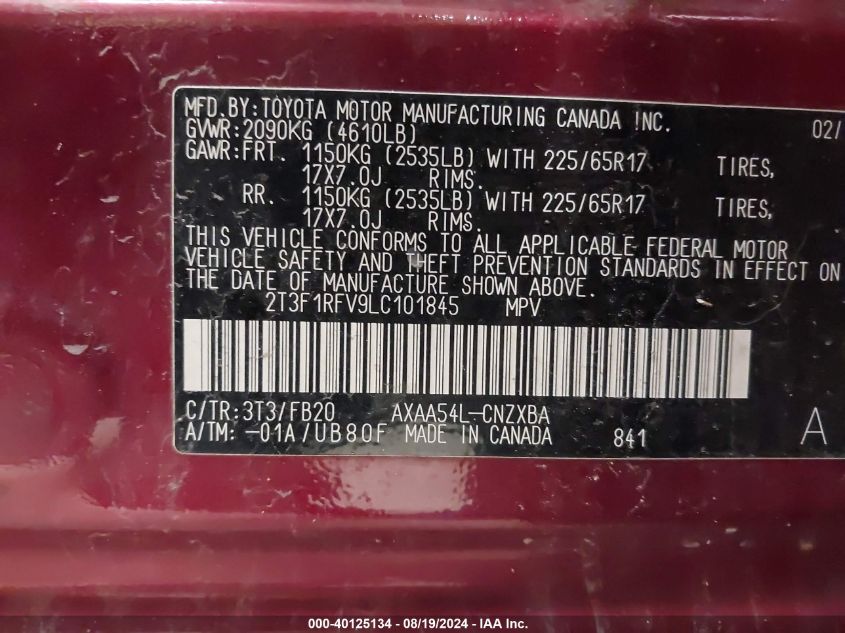 MFD.BY:TOYOTA MOTOR MANUFACTURING CANADA INC. 02/
GVWR:2090KG (4610LB)
GAWR:FRT. 1150KG (2535LB) WITH 225/65R17 TIRES,
17X7.0J RIMS.
RR. 1150KG (2535LB) WITH 225/65R17 TIRES,
17X7.0J RIMS.
THIS VEHICLE CONFORMS TO ALL APPLICABLE FEDERAL MOTOR
VEHICLE SAFETY AND THEFT PREVENTION STANDARDS IN EFFECT ON
THE DATE OF MANUFACTURE SHOWN ABOVE.
2T3F1RFV9LC101845 MPV
C/TR:3T3/FB20 AXAA54L-CNZXBA
A/TM: -01A/UB80F MADE IN CANADA 841 A
000-40125134 - 08/19/2024 - IAA Inc.